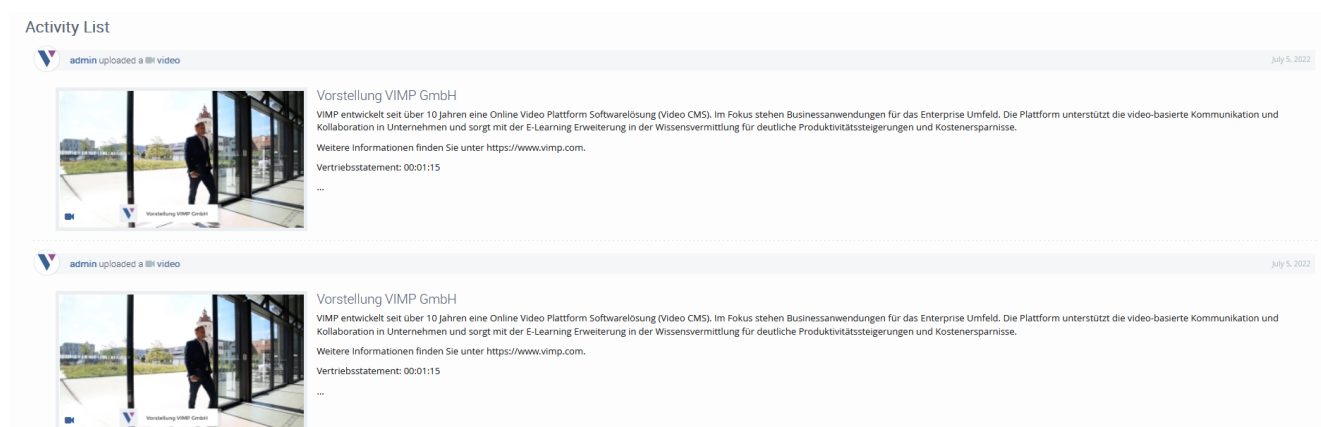 Activity List
admin uploaded a video
July 5, 2022
Vorstellung VIMP GmbH
VIMP entwickelt seit über 10 Jahren eine Online Video Plattform Softwarelösung (Video CMS). Im Fokus stehen Businessanwendungen für das Enterprise Umfeld. Die Plattform unterstützt die video-basierte Kommunikation und
Kollaboration in Unternehmen und sorgt mit der E-Learning Erweiterung in der Wissensvermittlung für deutliche Produktivitätssteigerungen und Kostenersparnisse.
Weitere Informationen finden Sie unter https://www.vimp.com.
Vertriebsstatement: 00:01:15
...
Vorstellung VIMP GmbH
admin uploaded a video
July 5, 2022
Vorstellung VIMP GmbH
VIMP entwickelt seit über 10 Jahren eine Online Video Plattform Softwarelösung (Video CMS). Im Fokus stehen Businessanwendungen für das Enterprise Umfeld. Die Plattform unterstützt die video-basierte Kommunikation und
Kollaboration in Unternehmen und sorgt mit der E-Learning Erweiterung in der Wissensvermittlung für deutliche Produktivitätssteigerungen und Kostenersparnisse.
Weitere Informationen finden Sie unter https://www.vimp.com.
Vertriebsstatement: 00:01:15
...
Vorstellung VIMP GmbH